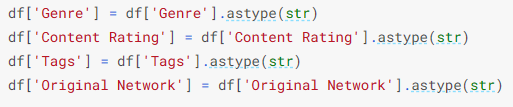 df['Genre'] = df['Genre'].astype(str)
df['Content Rating'] = df['Content Rating'].astype(str)
df['Tags'] = df['Tags'].astype(str)
df['Original Network'] = df['Original Network'].astype(str)